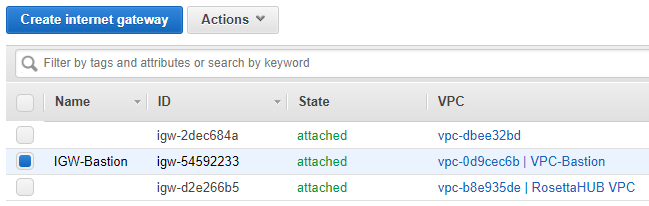 Create internet gateway Actions
Filter by tags and attributes or search by keyword
Name ID State VPC
igw-2dec684a attached vpc-dbee32bd
IGW-Bastion igw-54592233 attached vpc-0d9cec6b | VPC-Bastion
igw-d2e266b5 attached vpc-b8e935de | RosettaHUB VPC